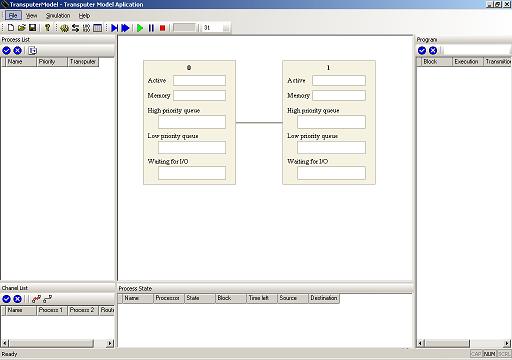 TransputerModel - Transputer Model Aplication
File View Simulation Help
31
Process List
Name Priority Transputer
0
Active
Memory
High priority queue
Low priority queue
Waiting for I/O
1
Active
Memory
High priority queue
Low priority queue
Waiting for I/O
Program
Block Execution Transmition
Chanel List
Name Process 1 Process 2 Route
Process State
Name Processor State Block Time left Source Destination
Ready
CAP NUM SCRL